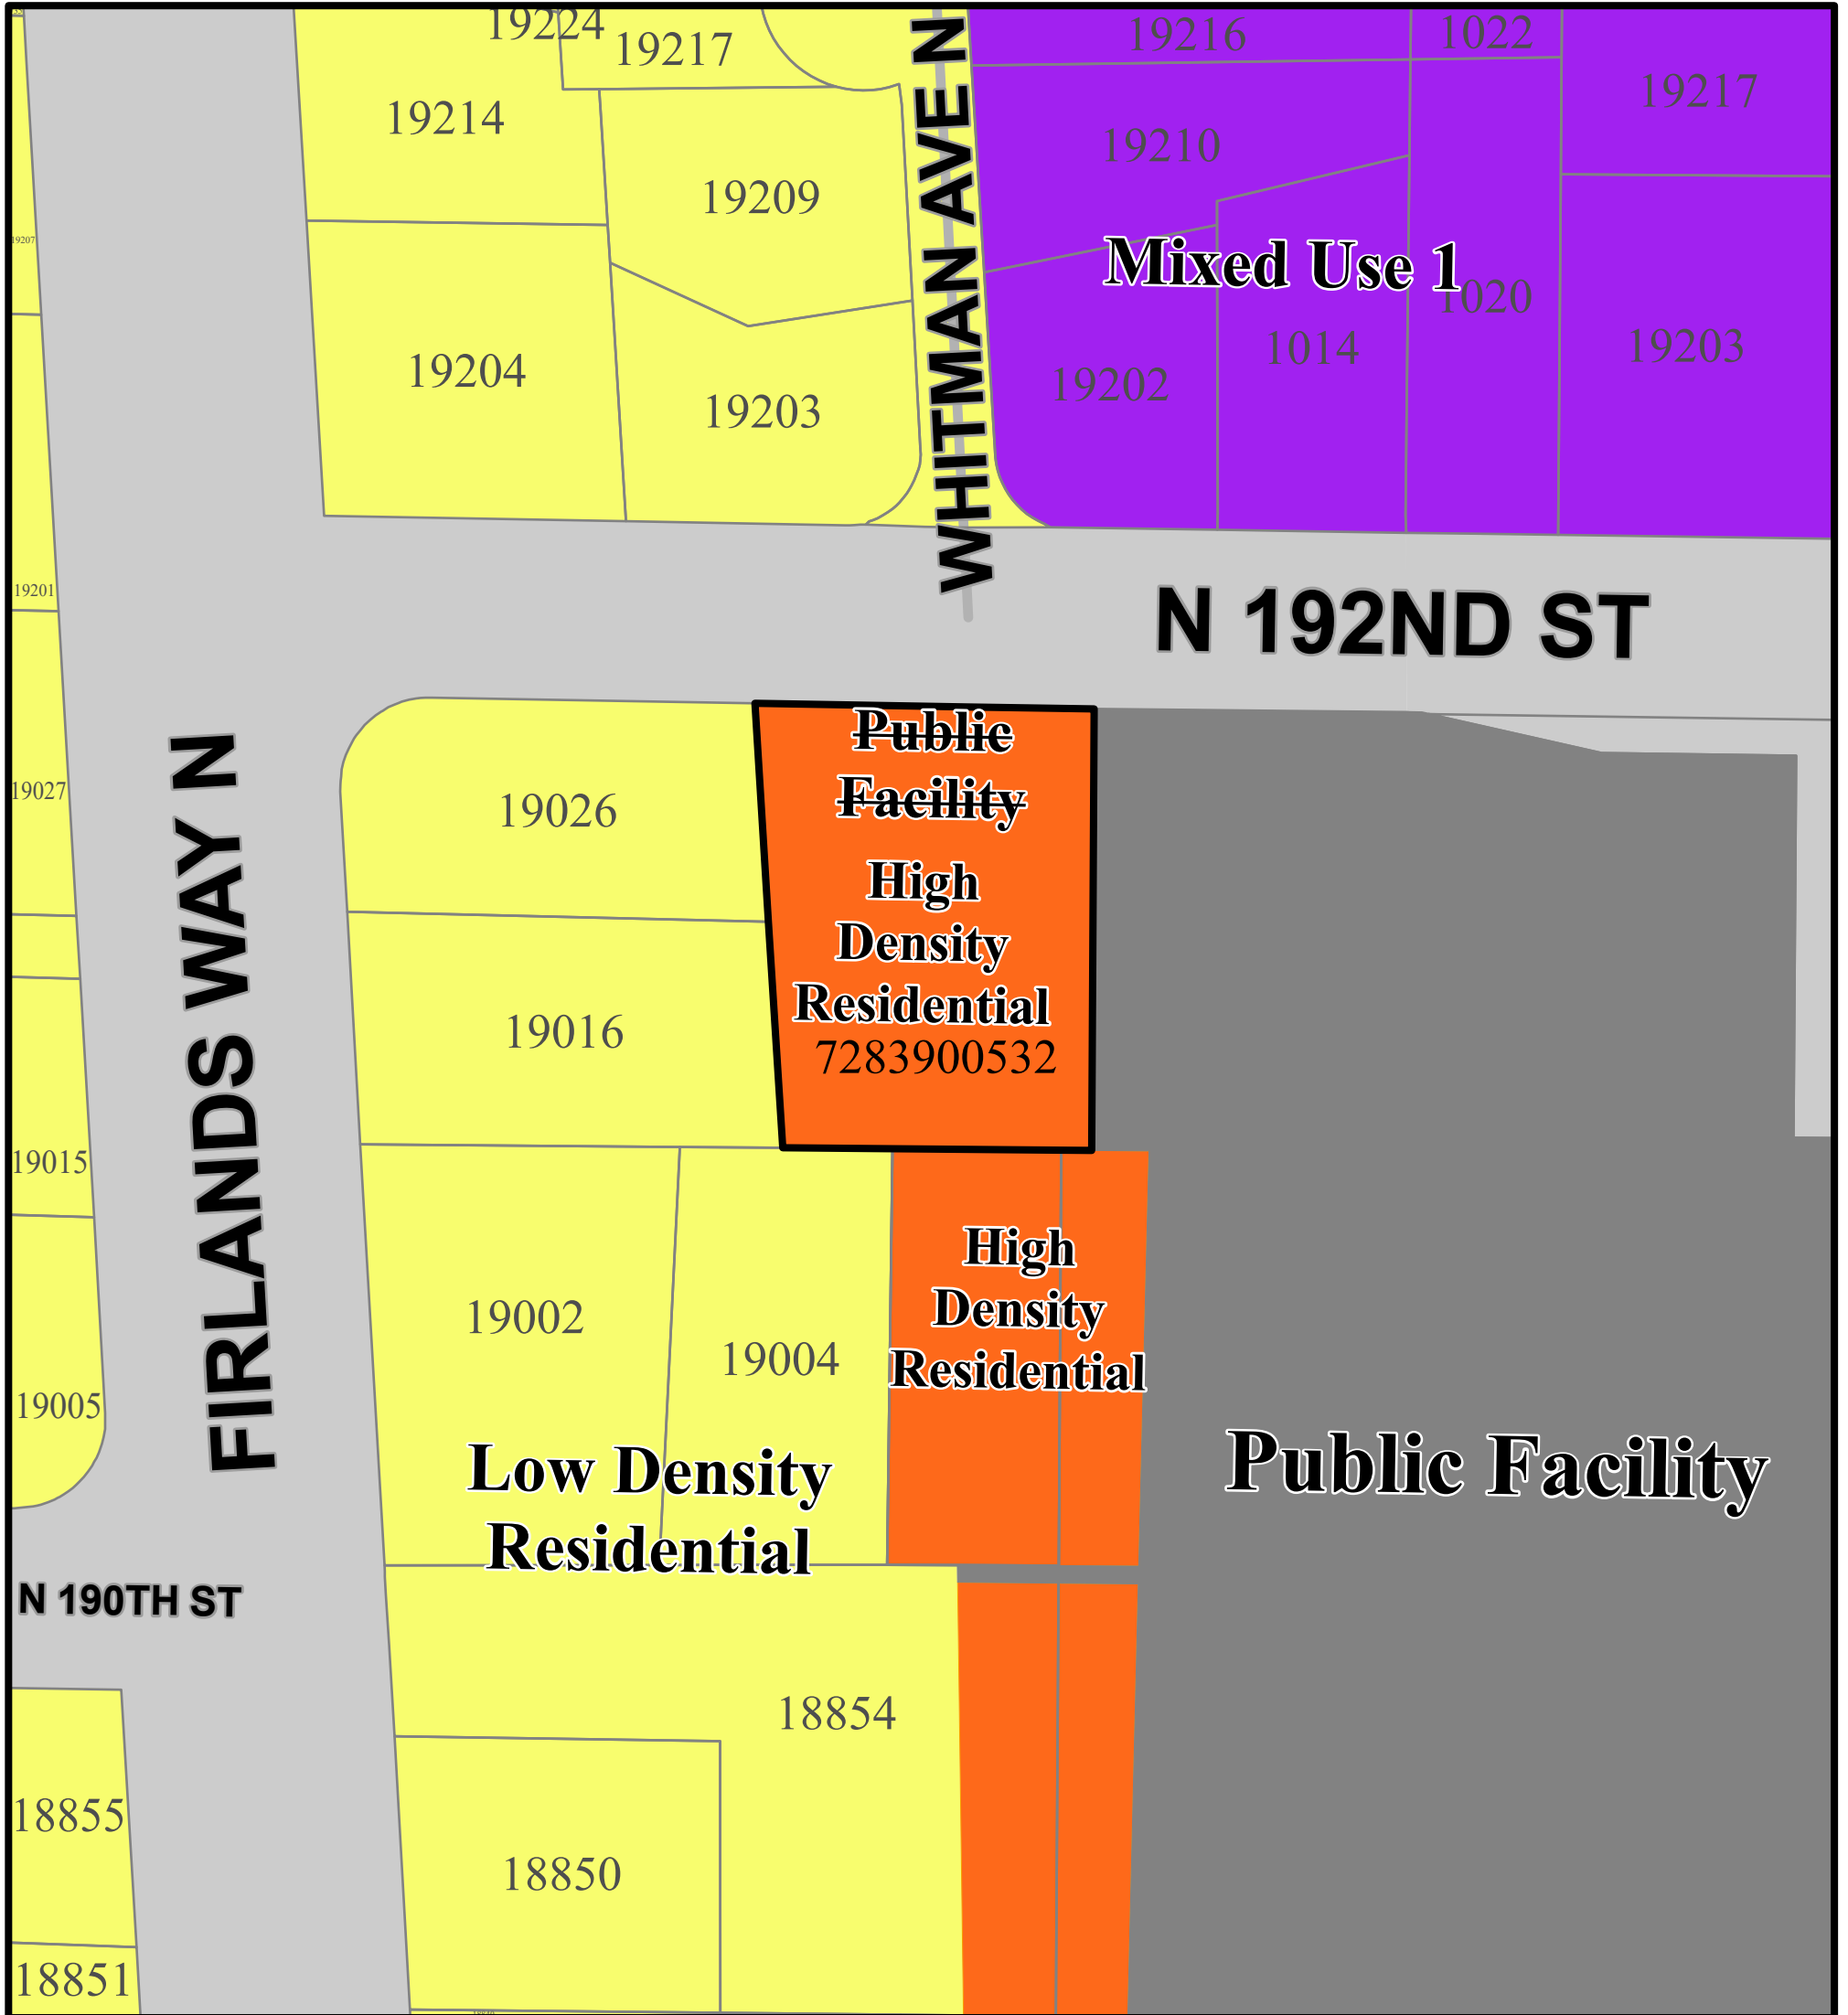 19224
19217
19214
19209
19204
19203
WHITMAN AVE N
19216
1022
19217
19210
Mixed Use 1
1020
1014
19203
19202
19207
19201
N 192ND ST
19027
FIRLANDS WAY N
19026
Public
Facility
High
Density
Residential
7283900532
19016
19015
19005
19002
19004
High
Density
Residential
Low Density
Residential
Public Facility
N 190TH ST
18854
18855
18850
18851